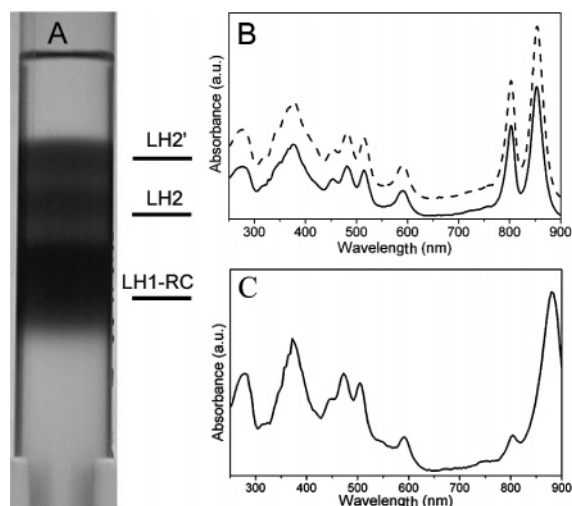 A
LH2'
LH2
LH1-RC
B
Absorbance (a.u.)
300 400 500 600 700 800 900
Wavelength (nm)
C
Absorbance (a.u.)
300 400 500 600 700 800 900
Wavelength (nm)